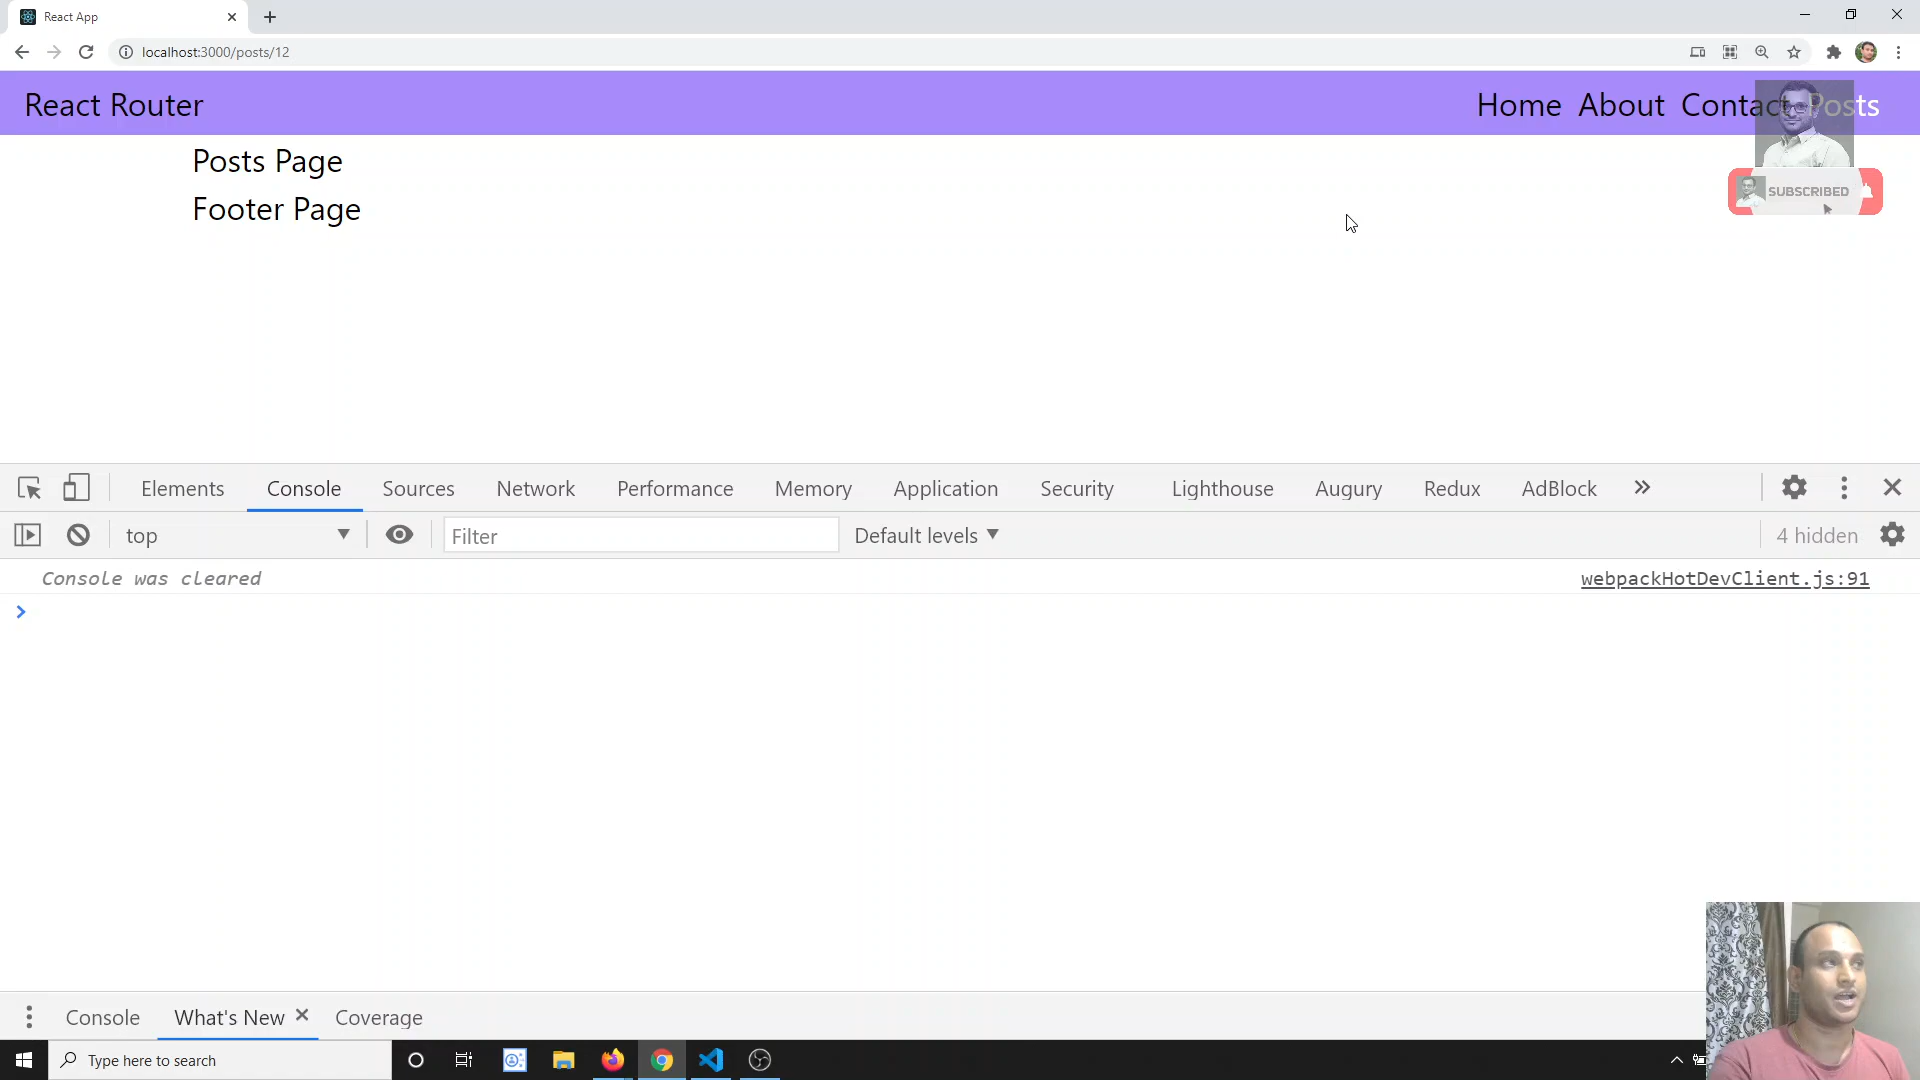 React App
localhost:3000/posts/12
React Router
Home About Contact Posts
SUBSCRIBED
Posts Page
Footer Page
Elements Console Sources Network Performance Memory Application Security Lighthouse Augury Redux AdBlock
top Filter Default levels 4 hidden
Console was cleared webpackHotDevClient.js:91
Console What's New Coverage
Type here to search